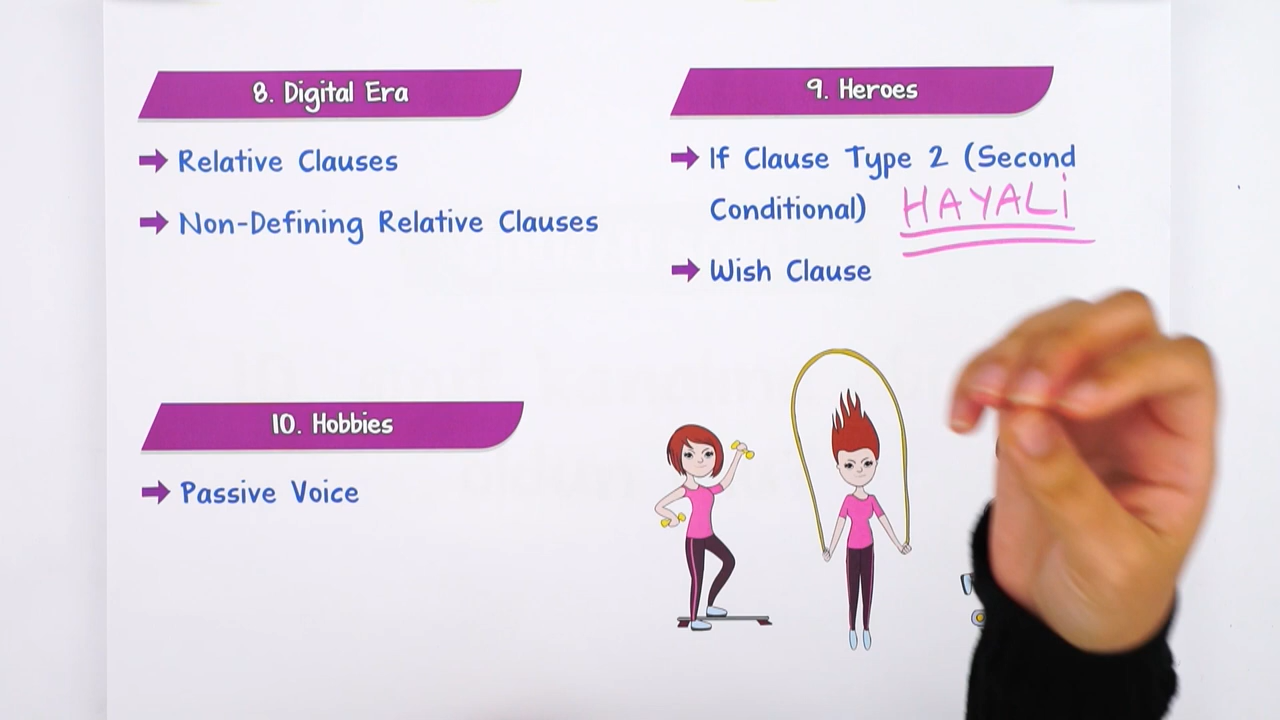 8. Digital Era
Relative Clauses
Non-Defining Relative Clauses
9. Heroes
If Clause Type 2 (Second
Conditional) HAYALİ
Wish Clause
10. Hobbies
Passive Voice